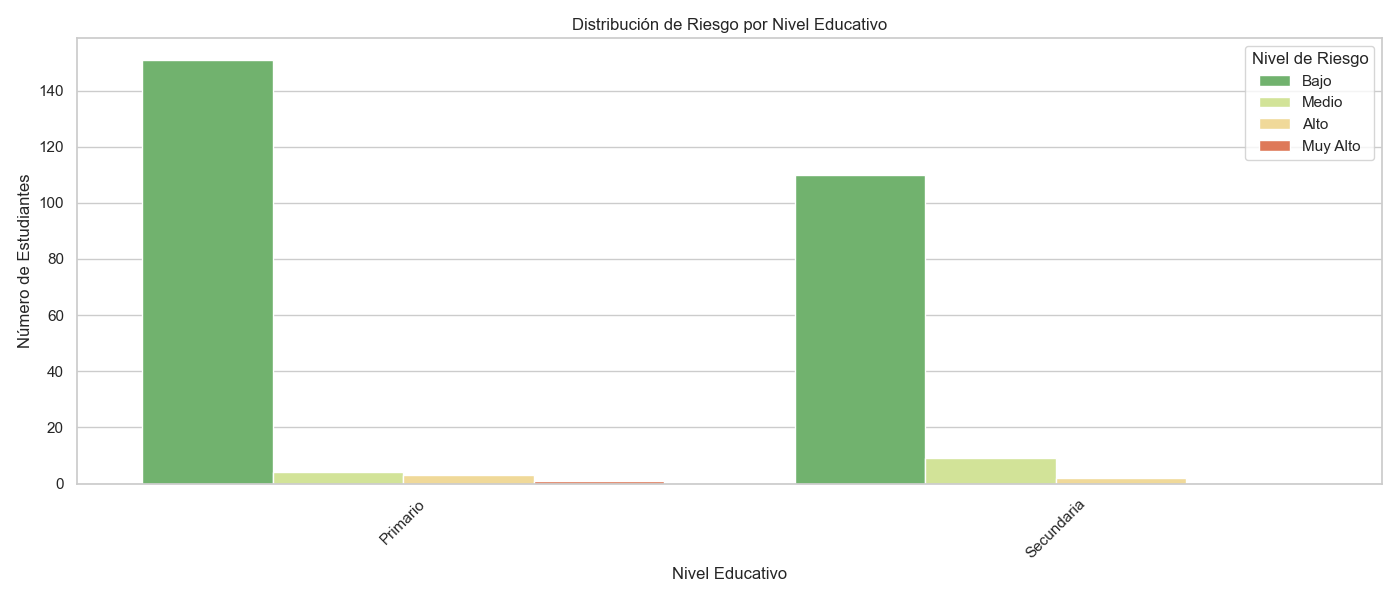 Distribución de Riesgo por Nivel Educativo
Nivel de Riesgo
Bajo
Medio
Alto
Muy Alto
Número de Estudiantes
140
120
100
80
60
40
20
0
Primario
Secundaria
Nivel Educativo